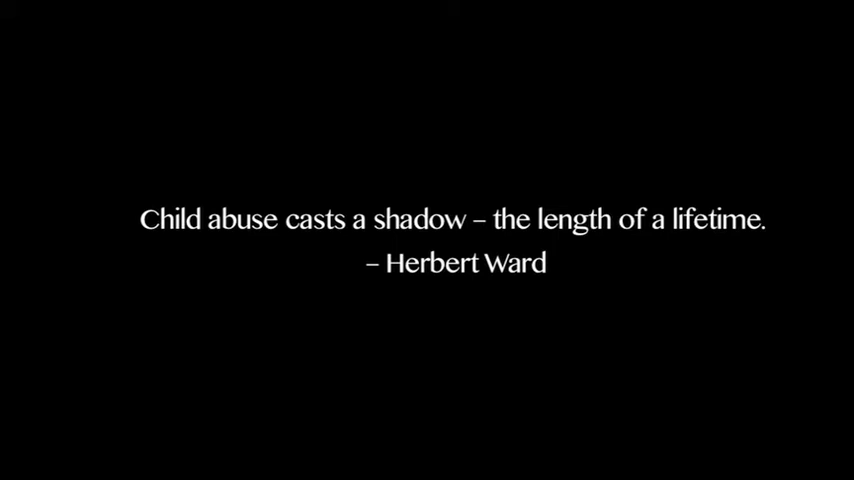 Child abuse casts a shadow – the length of a lifetime.
– Herbert Ward